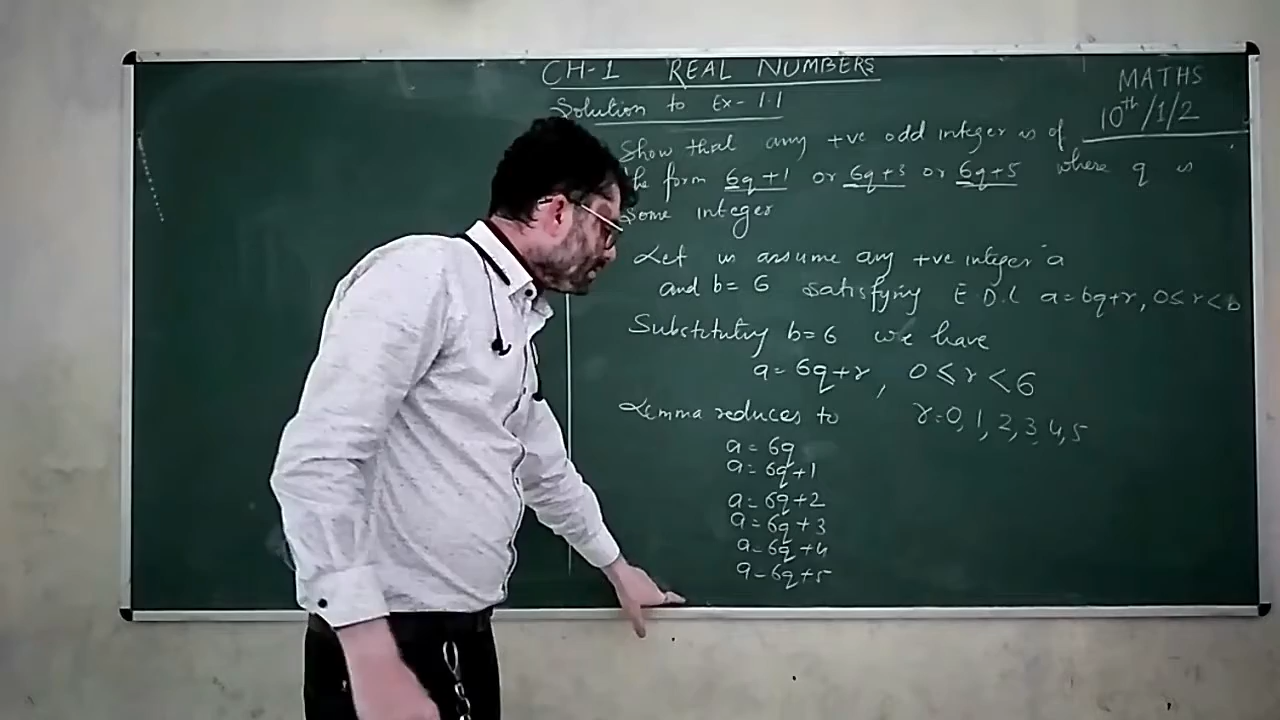 CH-1 REAL NUMBERS
MATHS
10th/1/2
Solution to Ex-1.1
Show that any +ve odd integer is of
the form 6q+1 or 6q+3 or 6q+5 where q is
some integer
Let us assume any +ve integer 'a
and b=6 satisfying E.D.L a=bq+r, 0≤r<b
Substituting b=6 we have
a=6q+r, 0≤r<6
Lemma reduces to r=0,1,2,3,4,5
a=6q
a=6q+1
a=6q+2
a=6q+3
a=6q+4
a=6q+5